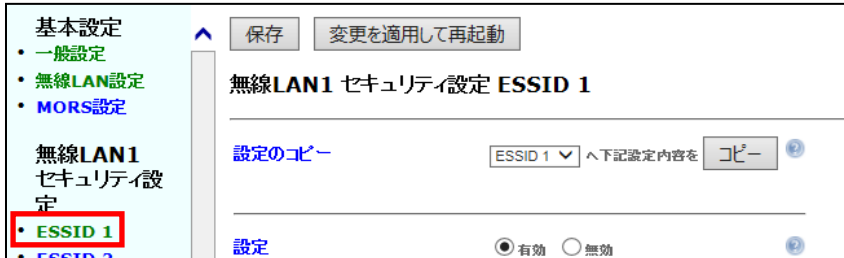 基本設定
・一般設定
・無線LAN設定
・MORS設定
無線LAN1
セキュリティ設
定
・ESSID 1
・ESSID 2
保存 変更を適用して再起動
無線LAN1 セキュリティ設定 ESSID 1
設定のコピー ESSID 1 へ下記設定内容を コピー
設定 有効 無効